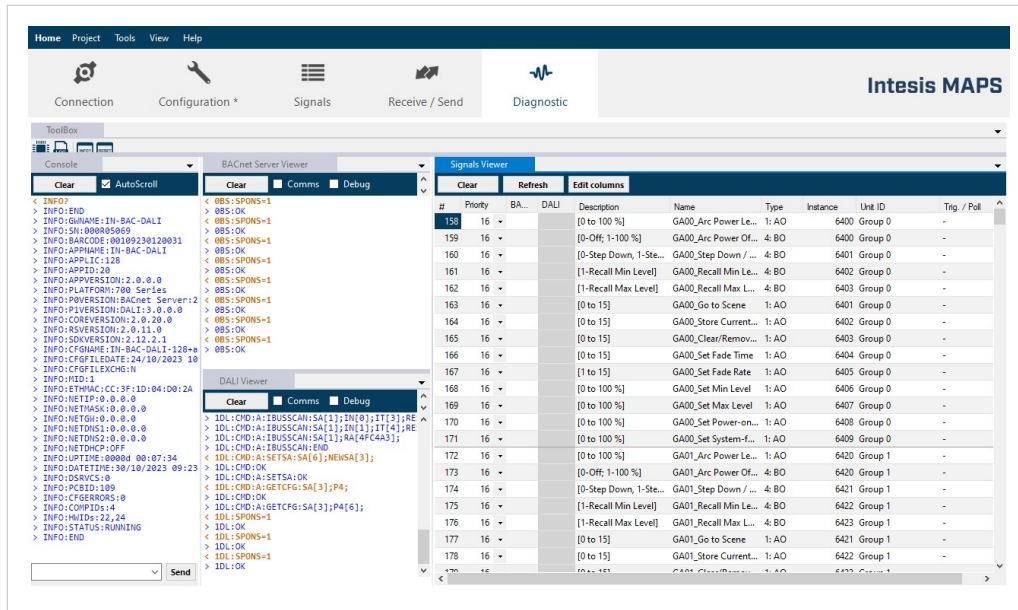 Home Project Tools View Help
Connection Configuration * Signals Receive / Send Diagnostic Intesis MAPS
ToolBox
Console
Clear AutoScroll
< INFO?
> INFO:END
> INFO:GWNAME:IN-BAC-DALI
> INFO:SN:000R05069
> INFO:BARCODE:00109230120031
> INFO:APPNAME:IN-BAC-DALI
> INFO:APPLIC:128
> INFO:APPID:20
> INFO:APPVERSION:2.0.0.0
> INFO:PLATFORM:700 Series
> INFO:P0VERSION:BACnet Server:2
> INFO:P1VERSION:DALI:3.0.0.0
> INFO:COREVERSION:2.0.20.0
> INFO:RSVERSION:2.0.11.0
> INFO:SDKVERSION:2.12.2.1
> INFO:CFGNAME:IN-BAC-DALI-128+a
> INFO:CFGFILEDATE:24/10/2023 10
> INFO:CFGFILEXCHG:N
> INFO:MID:1
> INFO:ETHMAC:CC:3F:1D:04:D0:2A
> INFO:NETIP:0.0.0.0
> INFO:NETMASK:0.0.0.0
> INFO:NETGW:0.0.0.0
> INFO:NETDNS1:0.0.0.0
> INFO:NETDNS2:0.0.0.0
> INFO:NETDHCP:OFF
> INFO:UPTIME:0000d 00:07:34
> INFO:DATETIME:30/10/2023 09:23
> INFO:DSRVCS:0
> INFO:PCBID:109
> INFO:CFGERRORS:0
> INFO:COMPIDs:4
> INFO:HWIDs:22,24
> INFO:STATUS:RUNNING
> INFO:END
Send
BACnet Server Viewer
Clear Comms Debug
< 0BS:SPONS=1
> 0BS:OK
< 0BS:SPONS=1
> 0BS:OK
< 0BS:SPONS=1
> 0BS:OK
< 0BS:SPONS=1
> 0BS:OK
< 0BS:SPONS=1
> 0BS:OK
< 0BS:SPONS=1
> 0BS:OK
< 0BS:SPONS=1
> 0BS:OK
< 0BS:SPONS=1
> 0BS:OK
DALI Viewer
Clear Comms Debug
> 1DL:CMD:A:IBUSSCAN:SA[1];IN[0];IT[3];RE
> 1DL:CMD:A:IBUSSCAN:SA[1];IN[1];IT[4];RE
> 1DL:CMD:A:IBUSSCAN:SA[1];RA[4FC4A3];
> 1DL:CMD:A:IBUSSCAN:END
< 1DL:CMD:A:SETSA:SA[6];NEWSA[3];
> 1DL:CMD:OK
> 1DL:CMD:A:SETSA:OK
< 1DL:CMD:A:GETCFG:SA[3];P4;
> 1DL:CMD:OK
> 1DL:CMD:A:GETCFG:SA[3];P4[6];
< 1DL:SPONS=1
> 1DL:OK
< 1DL:SPONS=1
> 1DL:OK
< 1DL:SPONS=1
> 1DL:OK
Signals Viewer
Clear Refresh Edit columns
# Priority BA... DALI Description Name Type Instance Unit ID Trig. / Poll
158 16 [0 to 100 %] GA00_Arc Power Le... 1: AO 6400 Group 0 -
159 16 [0-Off; 1-100 %] GA00_Arc Power Of... 4: BO 6400 Group 0 -
160 16 [0-Step Down, 1-Ste... GA00_Step Down / ... 4: BO 6401 Group 0 -
161 16 [1-Recall Min Level] GA00_Recall Min Le... 4: BO 6402 Group 0 -
162 16 [1-Recall Max Level] GA00_Recall Max L... 4: BO 6403 Group 0 -
163 16 [0 to 15] GA00_Go to Scene 1: AO 6401 Group 0 -
164 16 [0 to 15] GA00_Store Current... 1: AO 6402 Group 0 -
165 16 [0 to 15] GA00_Clear/Remov... 1: AO 6403 Group 0 -
166 16 [0 to 15] GA00_Set Fade Time 1: AO 6404 Group 0 -
167 16 [1 to 15] GA00_Set Fade Rate 1: AO 6405 Group 0 -
168 16 [0 to 100 %] GA00_Set Min Level 1: AO 6406 Group 0 -
169 16 [0 to 100 %] GA00_Set Max Level 1: AO 6407 Group 0 -
170 16 [0 to 100 %] GA00_Set Power-on... 1: AO 6408 Group 0 -
171 16 [0 to 100 %] GA00_Set System-f... 1: AO 6409 Group 0 -
172 16 [0 to 100 %] GA01_Arc Power Le... 1: AO 6420 Group 1 -
173 16 [0-Off; 1-100 %] GA01_Arc Power Of... 4: BO 6420 Group 1 -
174 16 [0-Step Down, 1-Ste... GA01_Step Down / ... 4: BO 6421 Group 1 -
175 16 [1-Recall Min Level] GA01_Recall Min Le... 4: BO 6422 Group 1 -
176 16 [1-Recall Max Level] GA01_Recall Max L... 4: BO 6423 Group 1 -
177 16 [0 to 15] GA01_Go to Scene 1: AO 6421 Group 1 -
178 16 [0 to 15] GA01_Store Current... 1: AO 6422 Group 1 -